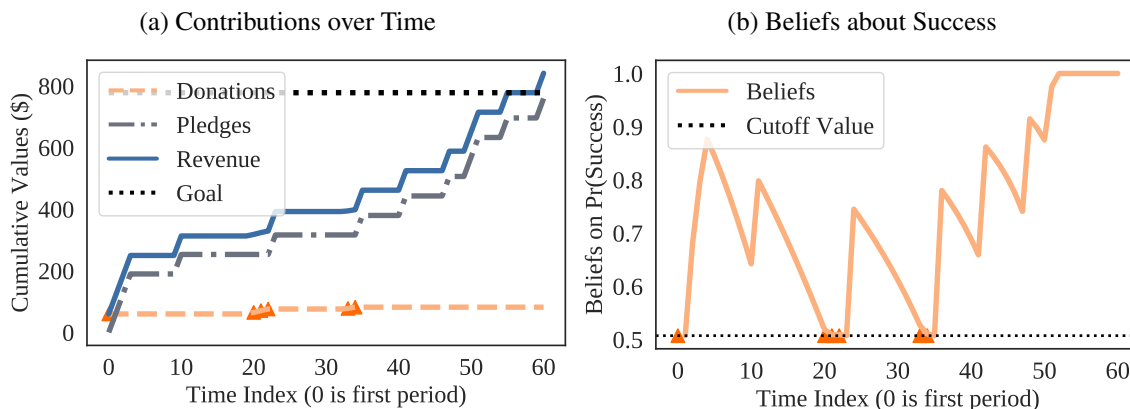 (a) Contributions over Time
Cumulative Values ($)
800
600
400
200
0
Donations
Pledges
Revenue
Goal
0 10 20 30 40 50 60
Time Index (0 is first period)
(b) Beliefs about Success
Beliefs on Pr(Success)
1.0
0.9
0.8
0.7
0.6
0.5
Beliefs
Cutoff Value
0 10 20 30 40 50 60
Time Index (0 is first period)